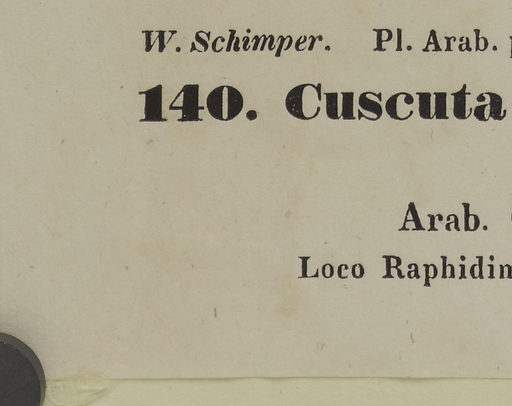 W. Schimper. Pl. Arab.
140. Cuscuta
Arab.
Loco Raphidin